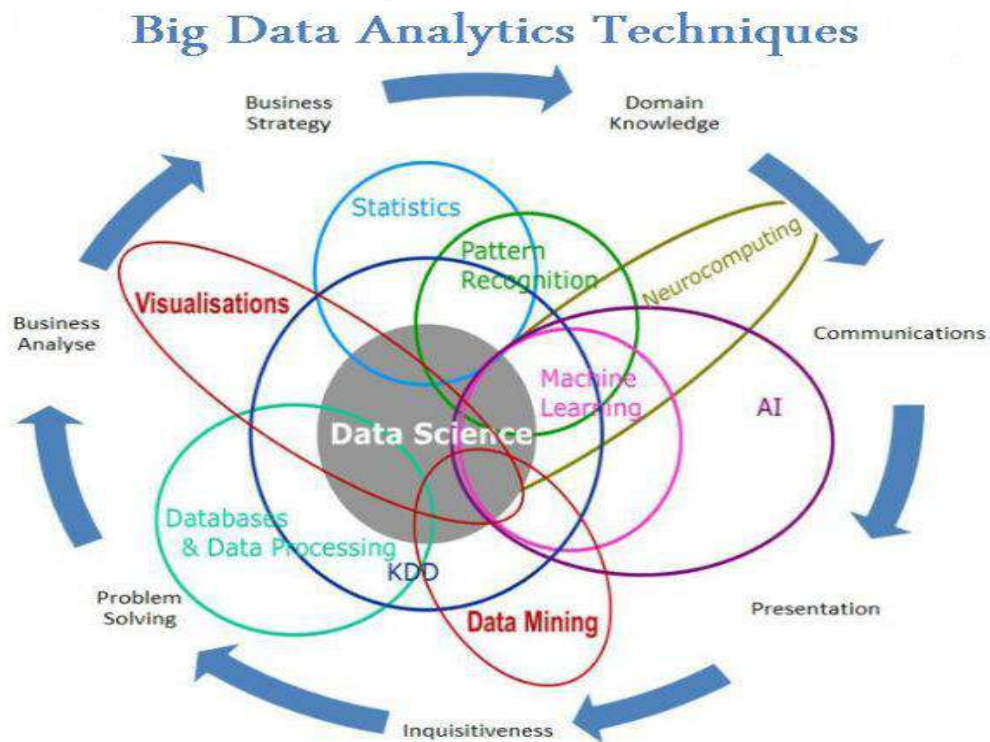 Big Data Analytics Techniques
Business
Strategy
Domain
Knowledge
Statistics
Pattern
Recognition
Neurocomputing
Visualisations
Business
Analyse
Communications
Machine
Learning
AI
Data Science
Databases
& Data Processing
KDD
Data Mining
Problem
Solving
Presentation
Inquisitiveness